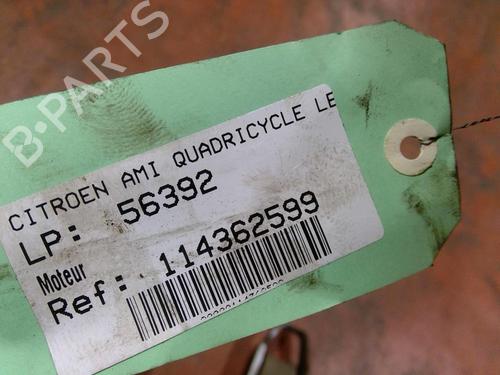 B-PARTS
CITROEN AMI QUADRICYCLE LE
LP: 56392
Moteur
Ref: 114362599